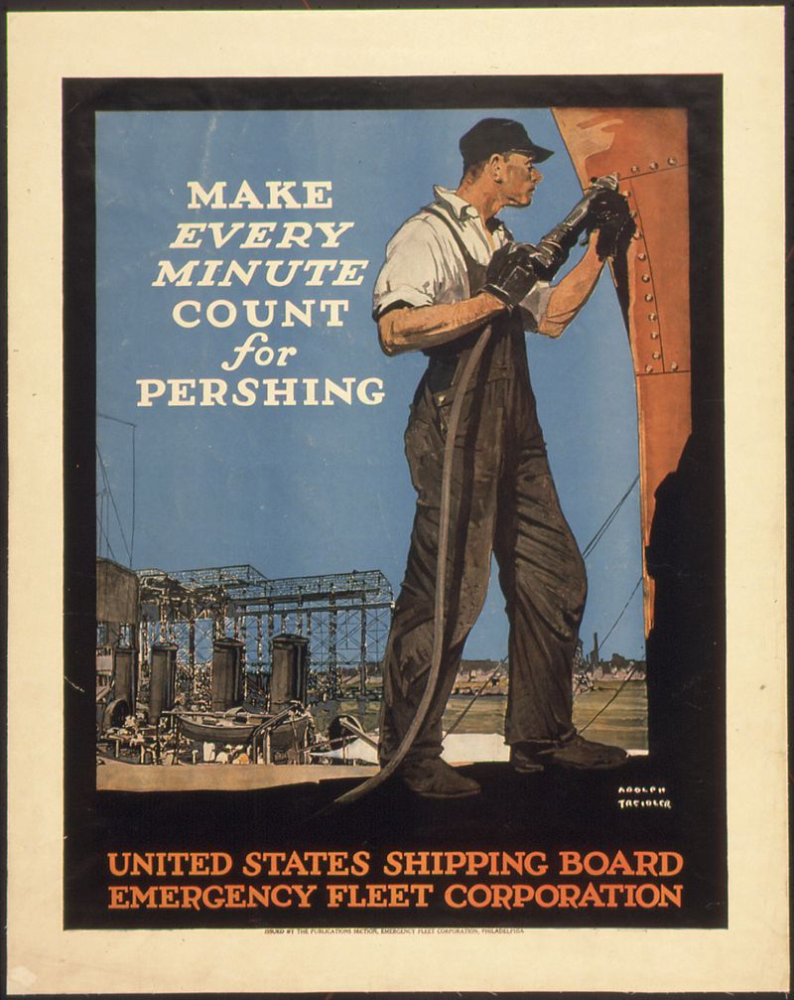 MAKE
EVERY
MINUTE
COUNT
for
PERSHING
ADOLPH
TREIDLER
UNITED STATES SHIPPING BOARD
EMERGENCY FLEET CORPORATION
ISSUED BY THE PUBLICATIONS SECTION, EMERGENCY FLEET CORPORATION, PHILADELPHIA